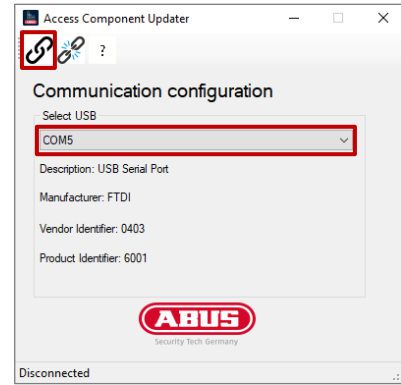 Access Component Updater
?
Communication configuration
Select USB
COM5
Description: USB Serial Port
Manufacturer: FTDI
Vendor Identifier: 0403
Product Identifier: 6001
ABUS
Security Tech Germany
Disconnected